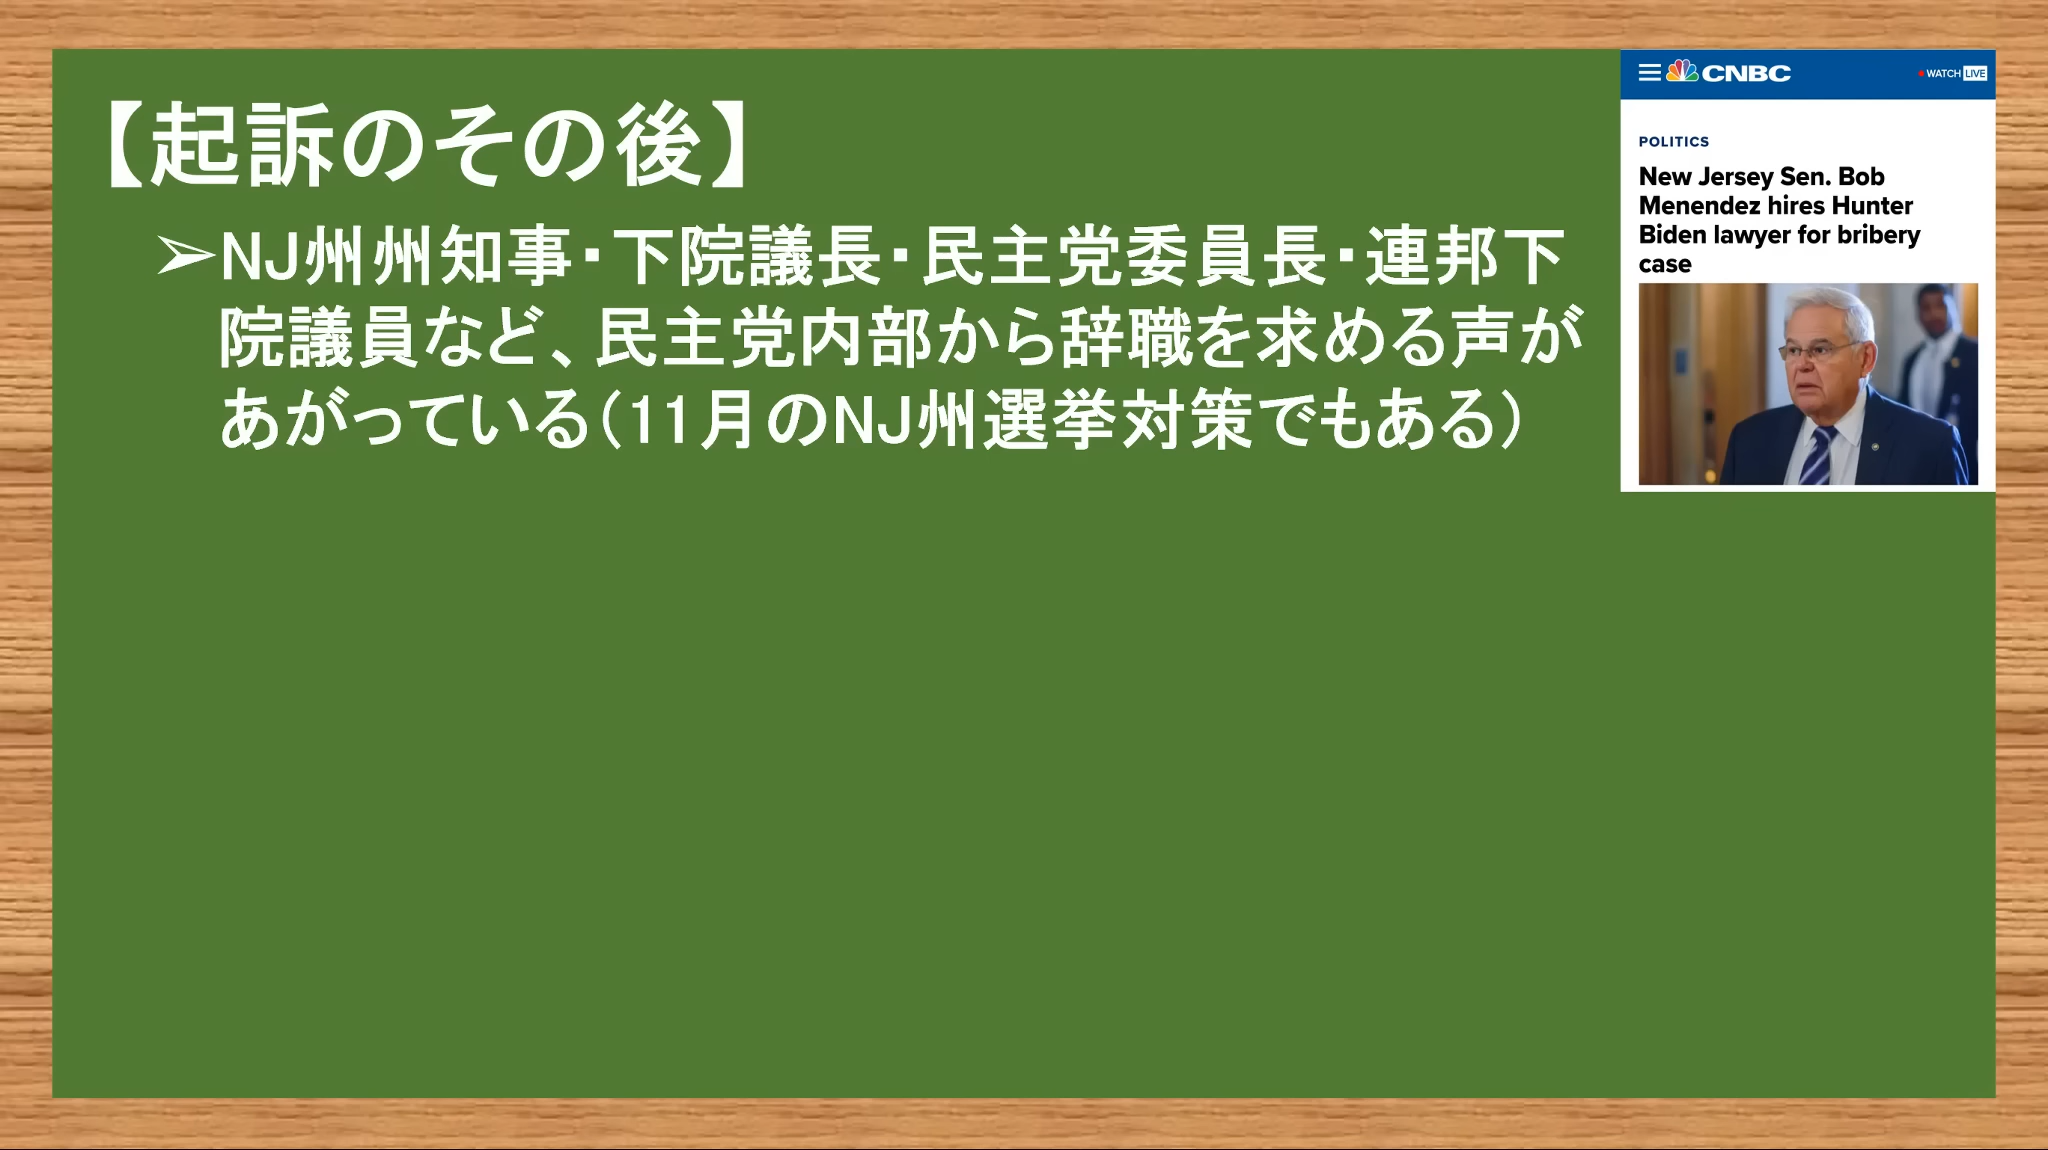 【起訴のその後】
➢NJ州州知事・下院議長・民主党委員長・連邦下
院議員など、民主党内部から辞職を求める声が
あがっている（11月のNJ州選挙対策でもある）
CNBC
WATCH LIVE
POLITICS
New Jersey Sen. Bob
Menendez hires Hunter
Biden lawyer for bribery
case